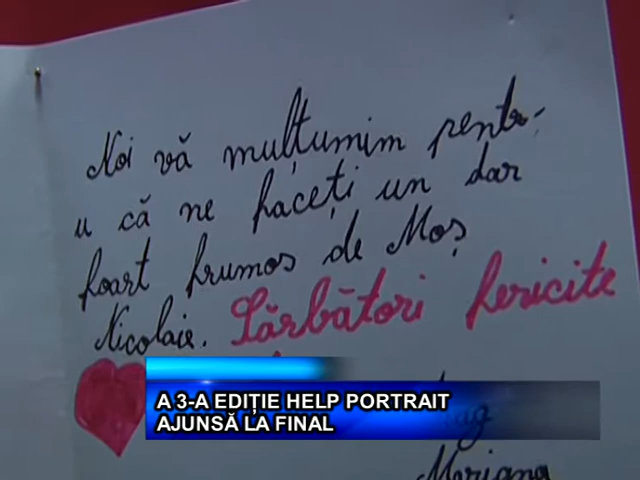 Noi vă mulțumim pentr-
u că ne faceți un dar
foart frumos de Moș
Nicolaie. Sărbători fericite
A 3-A EDIȚIE HELP PORTRAIT
AJUNSĂ LA FINAL
Mariana